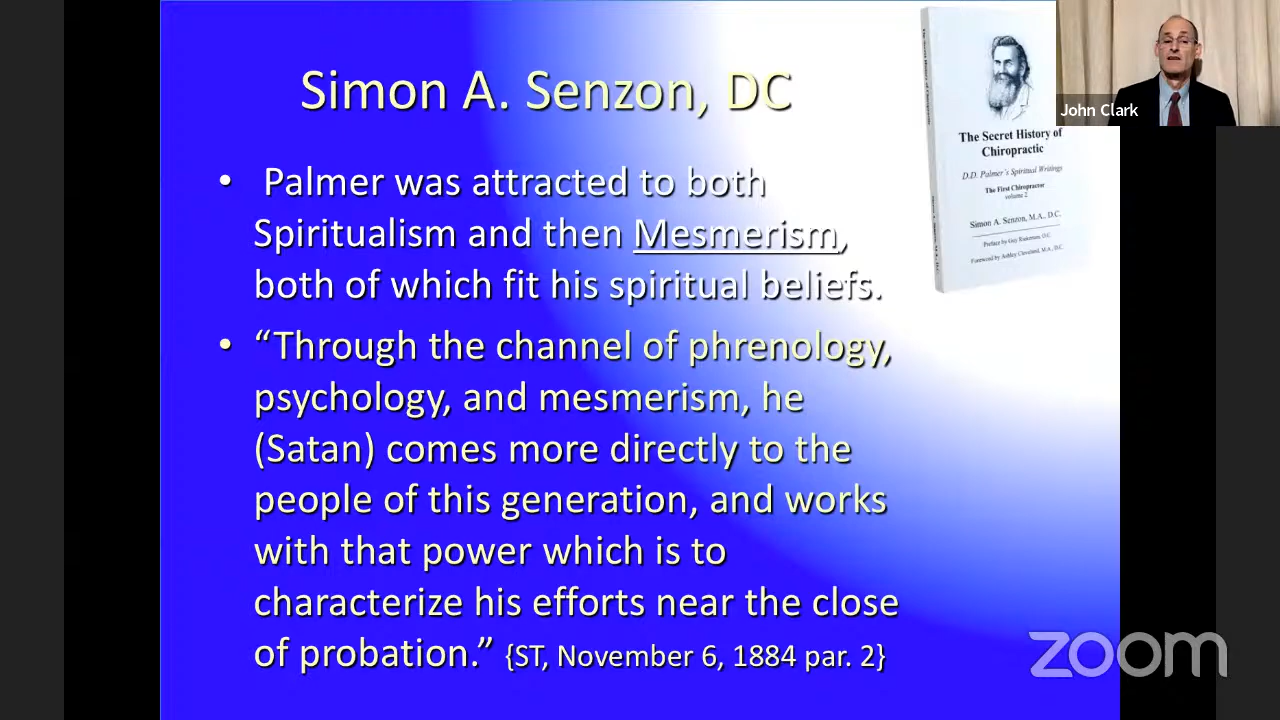 Simon A. Senzon, DC
• Palmer was attracted to both
Spiritualism and then Mesmerism,
both of which fit his spiritual beliefs.
• “Through the channel of phrenology,
psychology, and mesmerism, he
(Satan) comes more directly to the
people of this generation, and works
with that power which is to
characterize his efforts near the close
of probation.” {ST, November 6, 1884 par. 2}
The Secret History of
Chiropractic
D.D. Palmer's Spiritual Writings
The First Chiropractor
volume 2
Simon A. Senzon, M.A., D.C.
John Clark
zoom